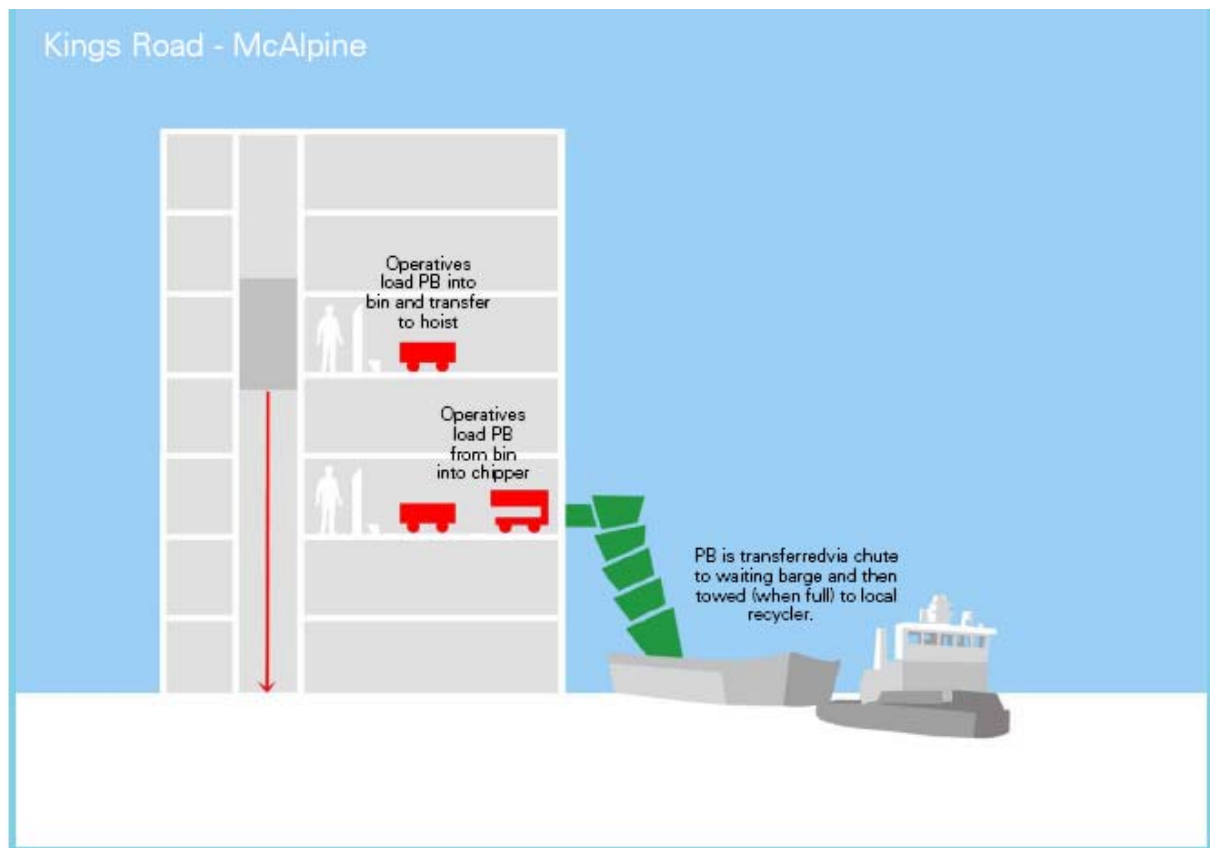 Kings Road - McAlpine
Operatives
load PB into
bin and transfer
to hoist
Operatives
load PB
from bin
into chipper
PB is transferredvia chute
to waiting barge and then
towed (when full) to local
recycler.